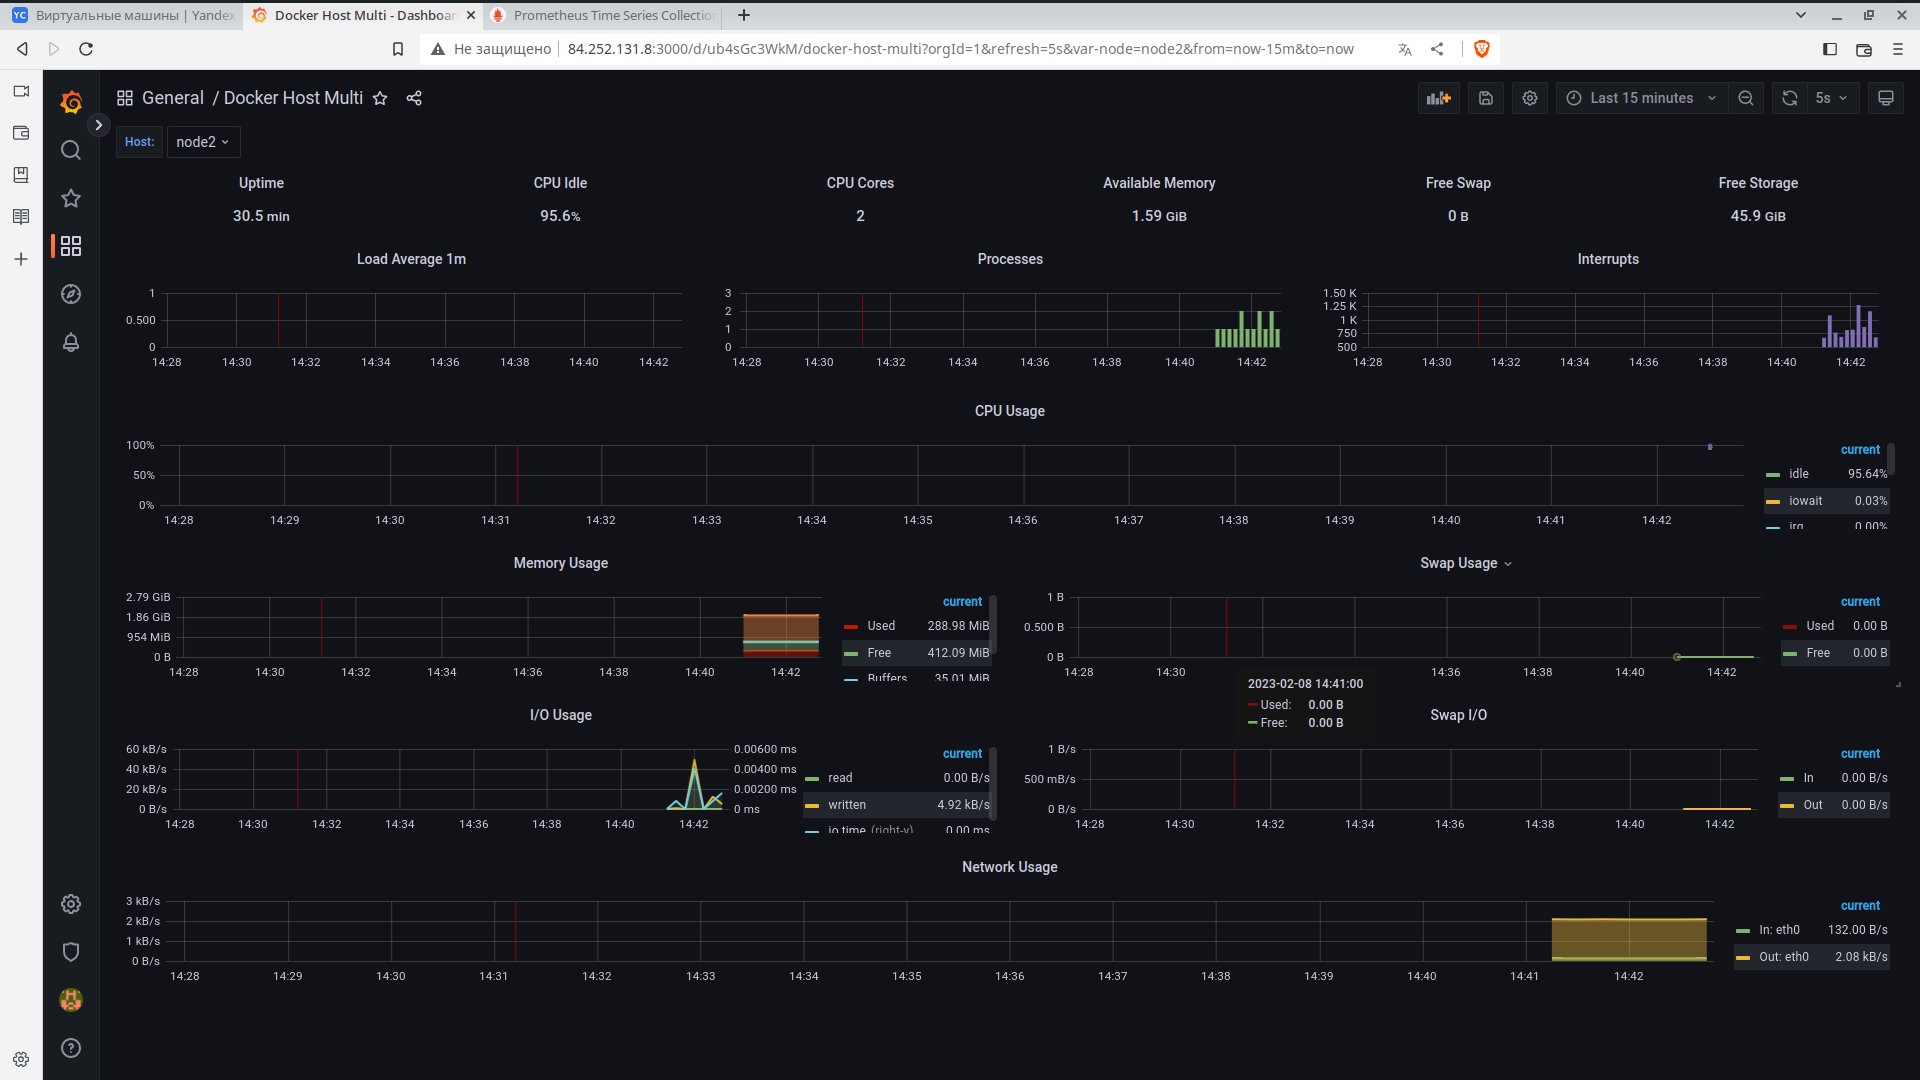 Виртуальные машины | Yandex
Docker Host Multi - Dashboar
Prometheus Time Series Collectio
Не защищено
84.252.131.8:3000/d/ub4sGc3WkM/docker-host-multi?orgId=1&refresh=5s&var-node=node2&from=now-15m&to=now
General / Docker Host Multi
Last 15 minutes
5s
Host: node2
Uptime
30.5 min
CPU Idle
95.6%
CPU Cores
2
Available Memory
1.59 GiB
Free Swap
0 B
Free Storage
45.9 GiB
Load Average 1m
1
0.500
0
14:28 14:30 14:32 14:34 14:36 14:38 14:40 14:42
Processes
3
2
1
0
14:28 14:30 14:32 14:34 14:36 14:38 14:40 14:42
Interrupts
1.50 K
1.25 K
1 K
750
500
14:28 14:30 14:32 14:34 14:36 14:38 14:40 14:42
CPU Usage
100%
50%
0%
14:28 14:29 14:30 14:31 14:32 14:33 14:34 14:35 14:36 14:37 14:38 14:39 14:40 14:41 14:42
current
idle 95.64%
iowait 0.03%
irq 0.00%
Memory Usage
2.79 GiB
1.86 GiB
954 MiB
0 B
14:28 14:30 14:32 14:34 14:36 14:38 14:40 14:42
current
Used 288.98 MiB
Free 412.09 MiB
Buffers 35.01 MiB
Swap Usage
1 B
0.500 B
0 B
14:28 14:30 14:36 14:38 14:40 14:42
current
Used 0.00 B
Free 0.00 B
2023-02-08 14:41:00
Used: 0.00 B
Free: 0.00 B
I/O Usage
60 kB/s
40 kB/s
20 kB/s
0 B/s
0.00600 ms
0.00400 ms
0.00200 ms
0 ms
14:28 14:30 14:32 14:34 14:36 14:38 14:40 14:42
current
read 0.00 B/s
written 4.92 kB/s
io time (right-y) 0.00 ms
Swap I/O
1 B/s
500 mB/s
0 B/s
14:28 14:30 14:32 14:34 14:36 14:38 14:40 14:42
current
In 0.00 B/s
Out 0.00 B/s
Network Usage
3 kB/s
2 kB/s
1 kB/s
0 B/s
14:28 14:29 14:30 14:31 14:32 14:33 14:34 14:35 14:36 14:37 14:38 14:39 14:40 14:41 14:42
current
In: eth0 132.00 B/s
Out: eth0 2.08 kB/s